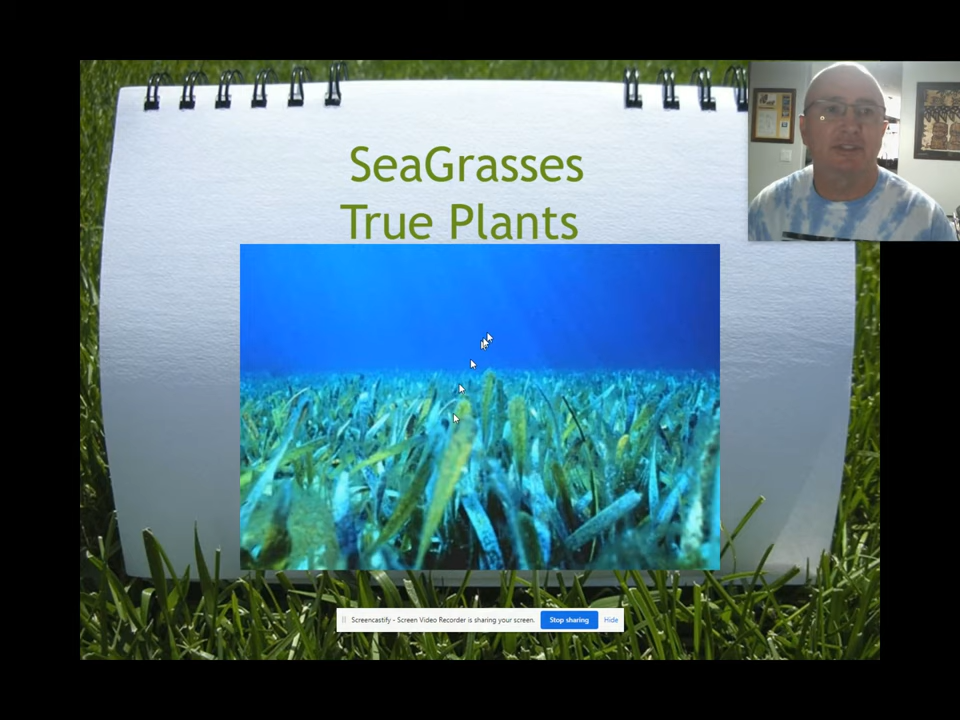 SeaGrasses
True Plants
Screencastify - Screen Video Recorder is sharing your screen. Stop sharing Hide